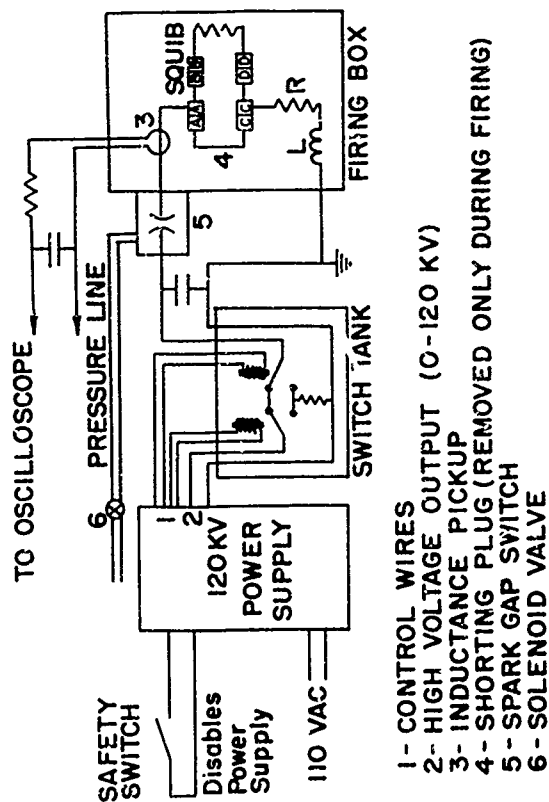 TO OSCILLOSCOPE
6
PRESSURE LINE
5
3
SQUIB
A
A
B
B
4
C
C
D
D
R
L
FIRING BOX
SAFETY
SWITCH
Disables
Power
Supply
110 VAC
1
2
120KV
POWER
SUPPLY
SWITCH TANK
1- CONTROL WIRES
2- HIGH VOLTAGE OUTPUT (0-120 KV)
3- INDUCTANCE PICKUP
4- SHORTING PLUG (REMOVED ONLY DURING FIRING)
5- SPARK GAP SWITCH
6- SOLENOID VALVE